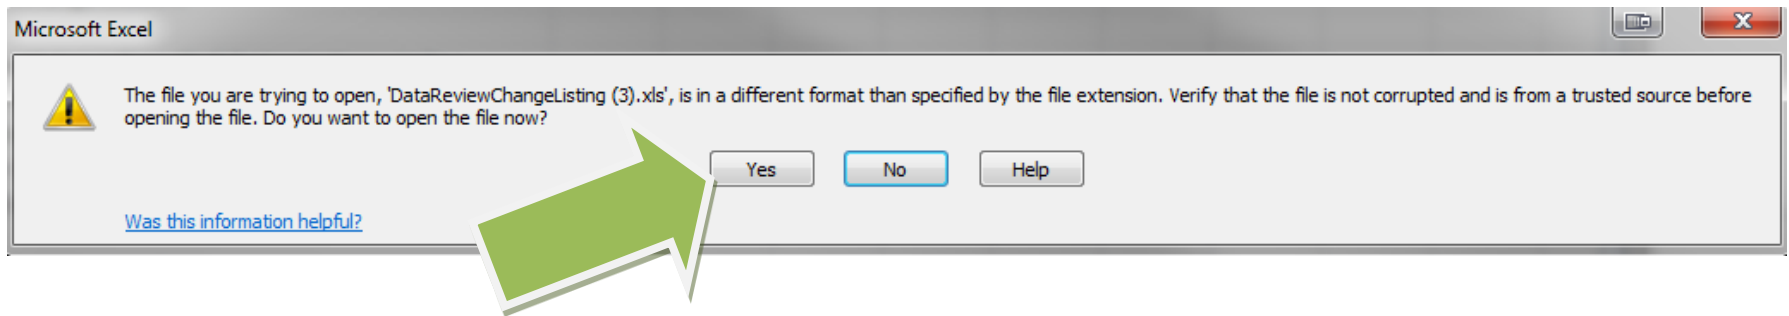 Microsoft Excel
The file you are trying to open, 'DataReviewChangeListing (3).xls', is in a different format than specified by the file extension. Verify that the file is not corrupted and is from a trusted source before
opening the file. Do you want to open the file now?
Yes No Help
Was this information helpful?